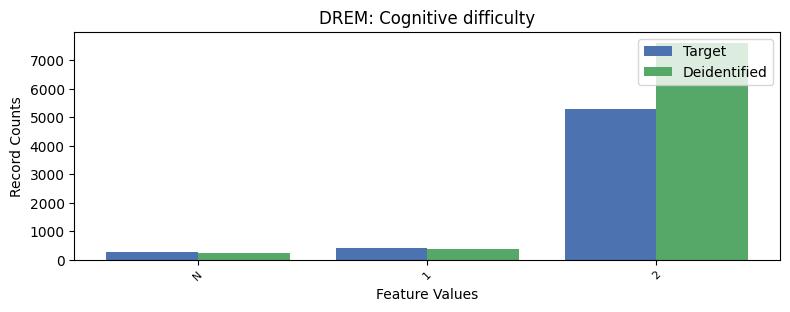 DREM: Cognitive difficulty
Record Counts
7000
6000
5000
4000
3000
2000
1000
0
Target
Deidentified
N
1
2
Feature Values